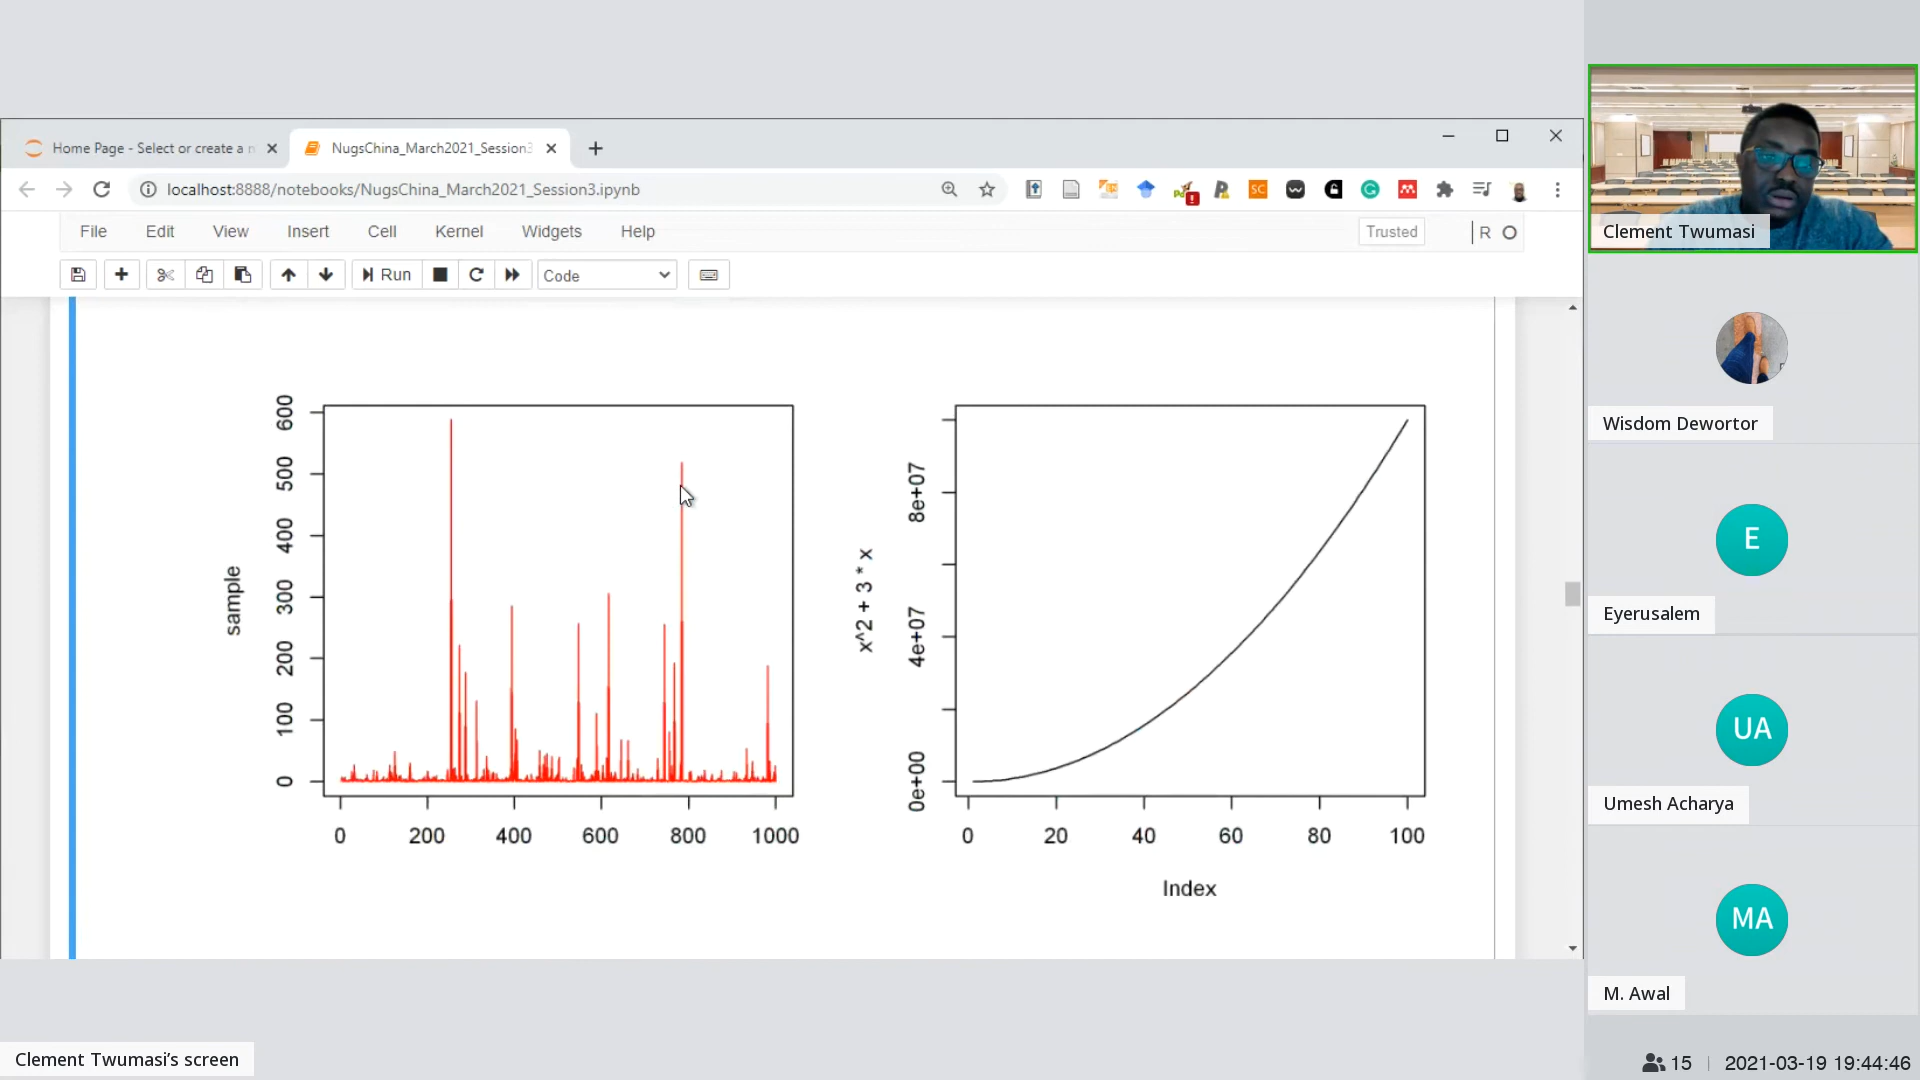 Home Page - Select or create a n
NugsChina_March2021_Session3
localhost:8888/notebooks/NugsChina_March2021_Session3.ipynb
SC
File Edit View Insert Cell Kernel Widgets Help
Trusted
R
Run
Code
sample
0 100 200 300 400 500 600
0 200 400 600 800 1000
x^2 + 3 * x
0e+00 4e+07 8e+07
0 20 40 60 80 100
Index
Clement Twumasi
Wisdom Dewortor
E
Eyerusalem
UA
Umesh Acharya
MA
M. Awal
Clement Twumasi's screen
15
2021-03-19 19:44:46